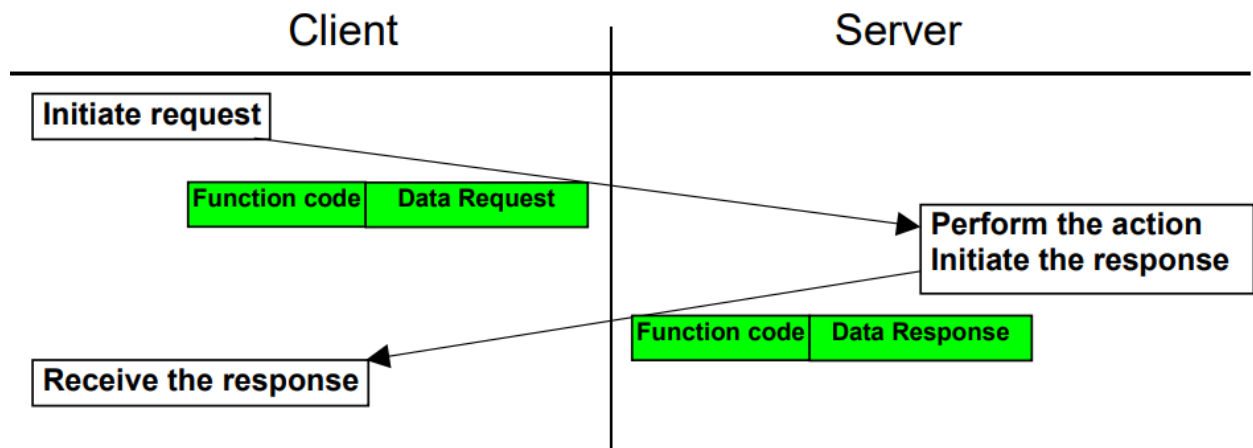 Client
Server
Initiate request
Function code
Data Request
Perform the action
Initiate the response
Function code
Data Response
Receive the response